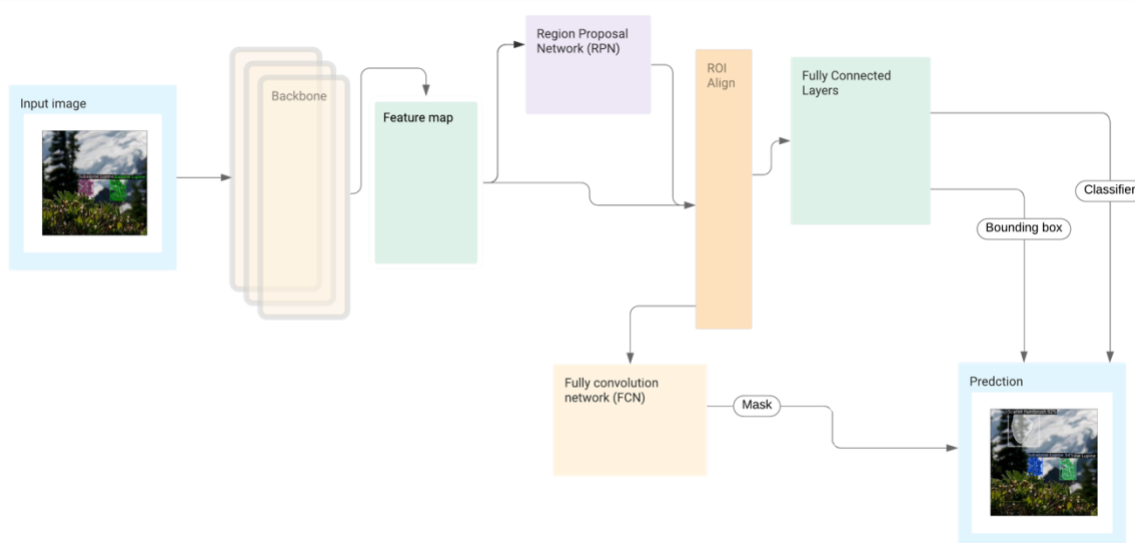 Input image
Backbone
Feature map
Region Proposal
Network (RPN)
ROI
Align
Fully Connected
Layers
Classifier
Bounding box
Fully convolution
network (FCN)
Mask
Predction